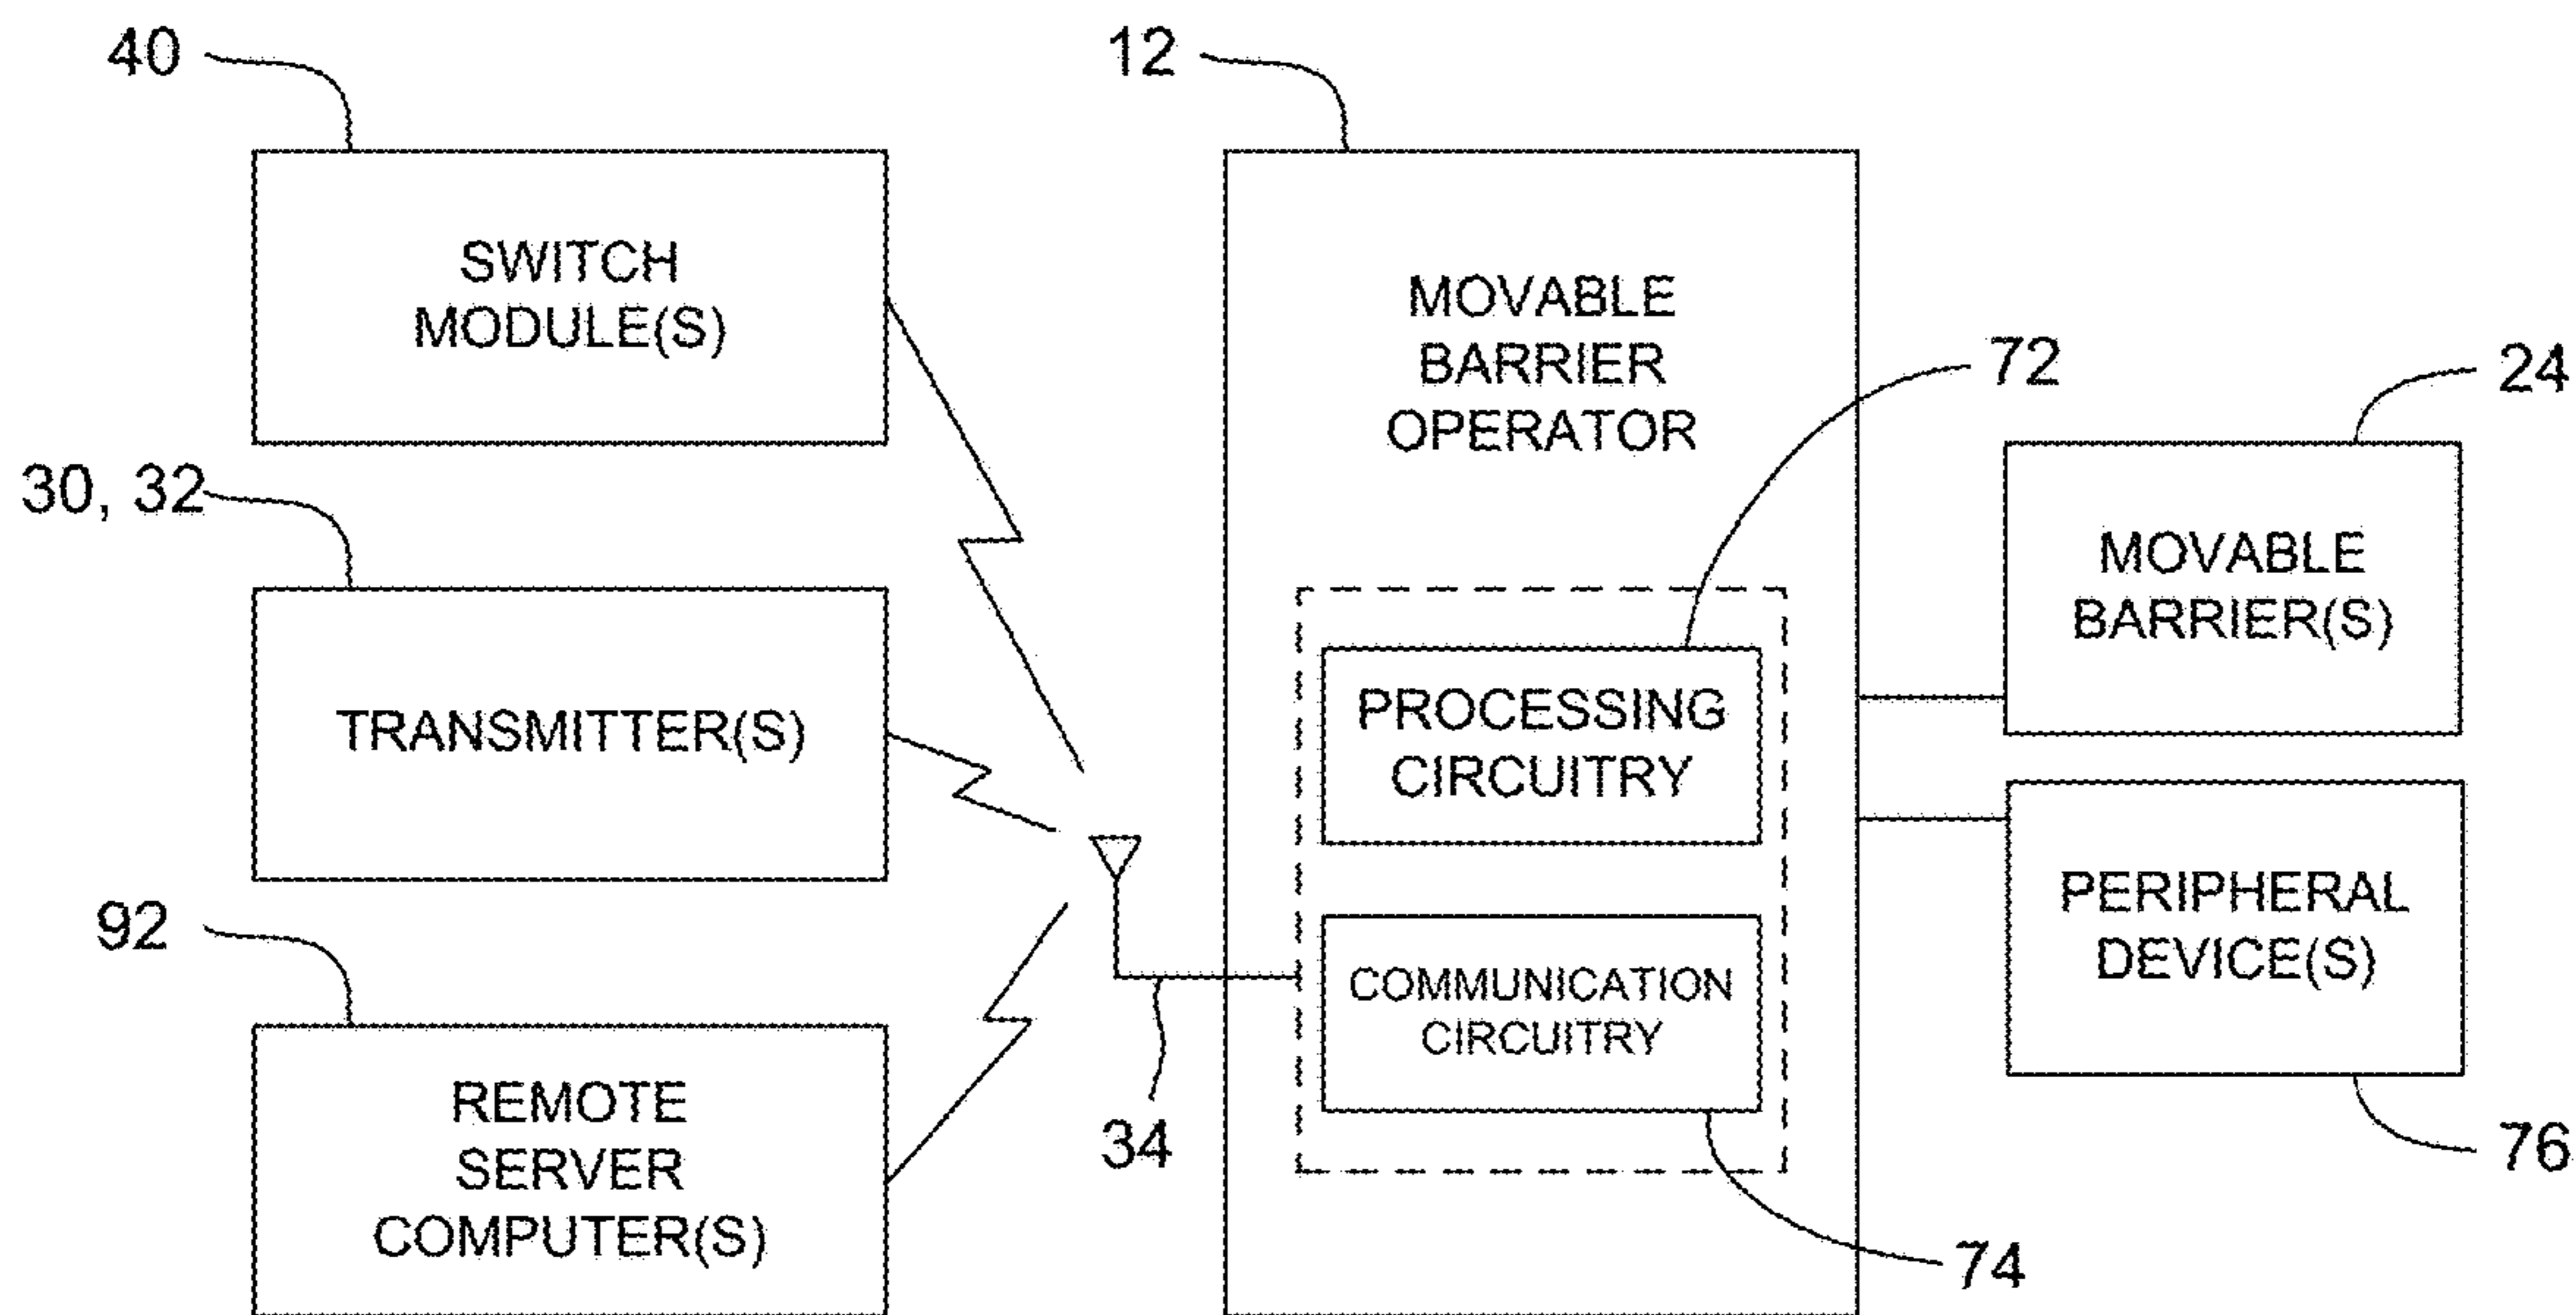 40
SWITCH
MODULE(S)
30, 32
TRANSMITTER(S)
92
REMOTE
SERVER
COMPUTER(S)
34
12
MOVABLE
BARRIER
OPERATOR
72
PROCESSING
CIRCUITRY
COMMUNICATION
CIRCUITRY
74
24
MOVABLE
BARRIER(S)
PERIPHERAL
DEVICE(S)
76